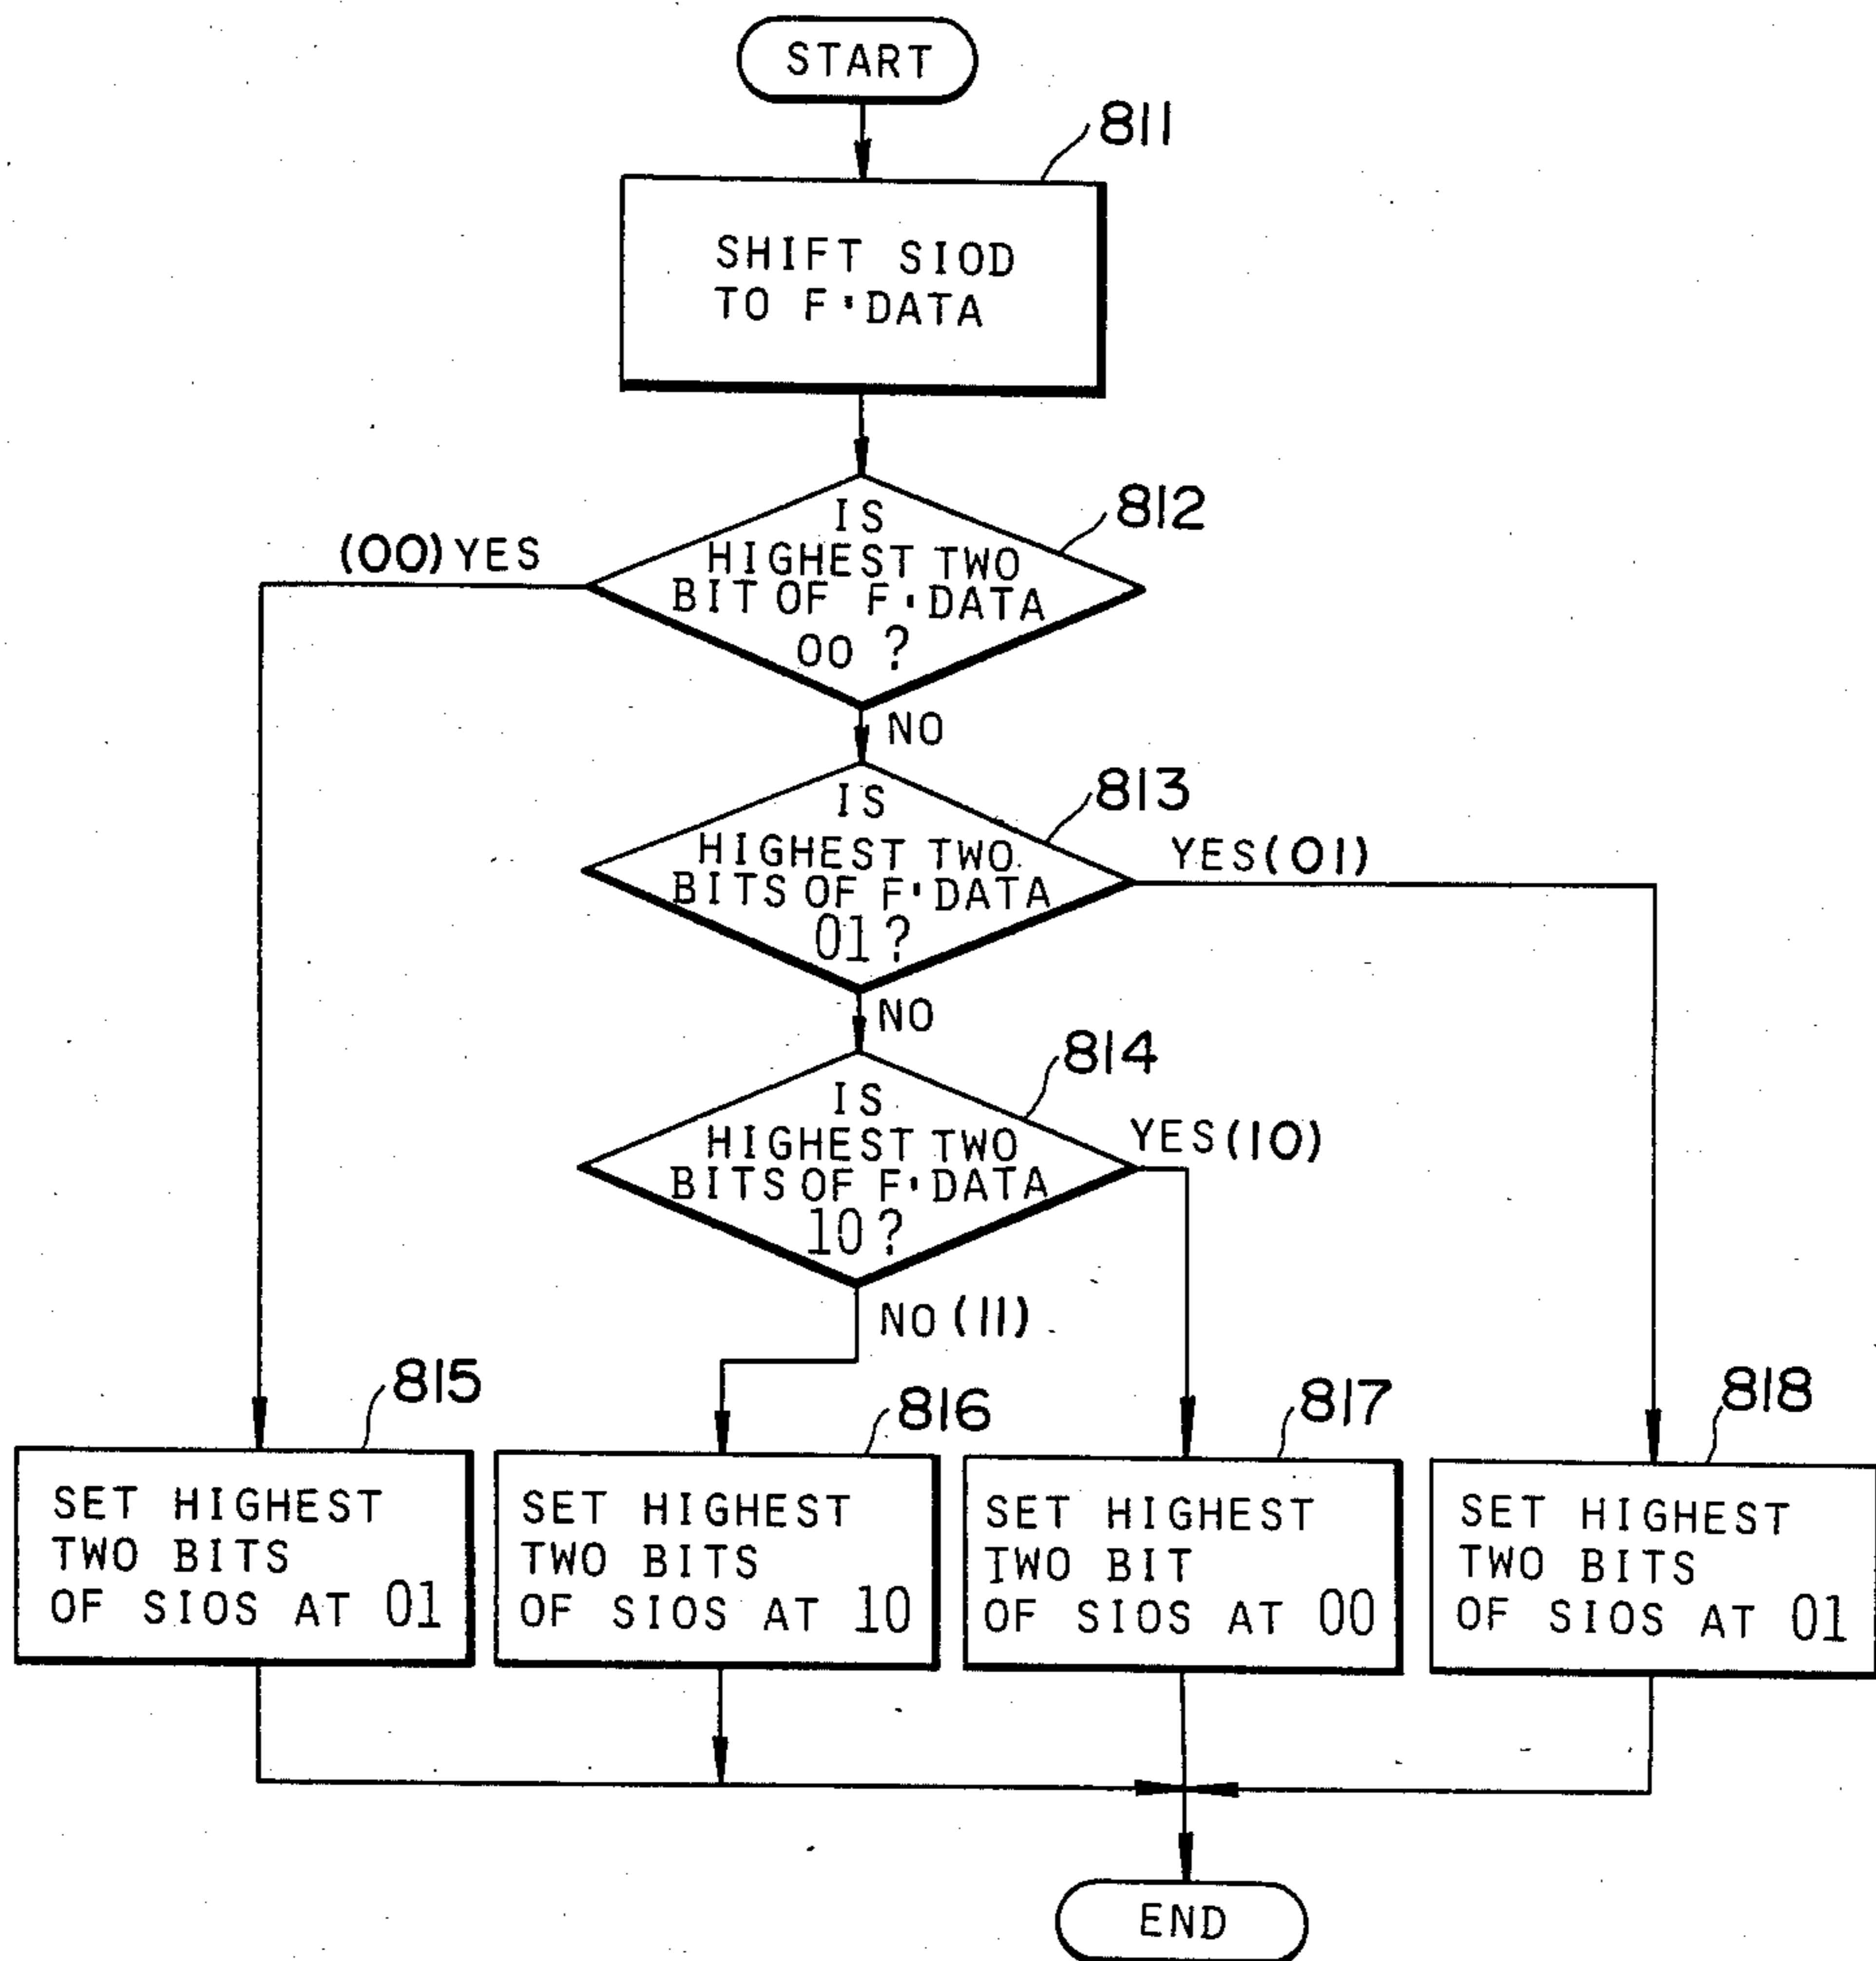 START
811
SHIFT SIOD
TO F'DATA
812
IS
HIGHEST TWO
BIT OF F·DATA
00 ?
(00) YES
NO
813
IS
HIGHEST TWO
BITS OF F'DATA
01?
YES(01)
NO
814
IS
HIGHEST TWO
BITS OF F'DATA
10?
YES(10)
NO(11)
815
SET HIGHEST
TWO BITS
OF SIOS AT 01
816
SET HIGHEST
TWO BITS
OF SIOS AT 10
817
SET HIGHEST
TWO BIT
OF SIOS AT 00
818
SET HIGHEST
TWO BITS
OF SIOS AT 01
END